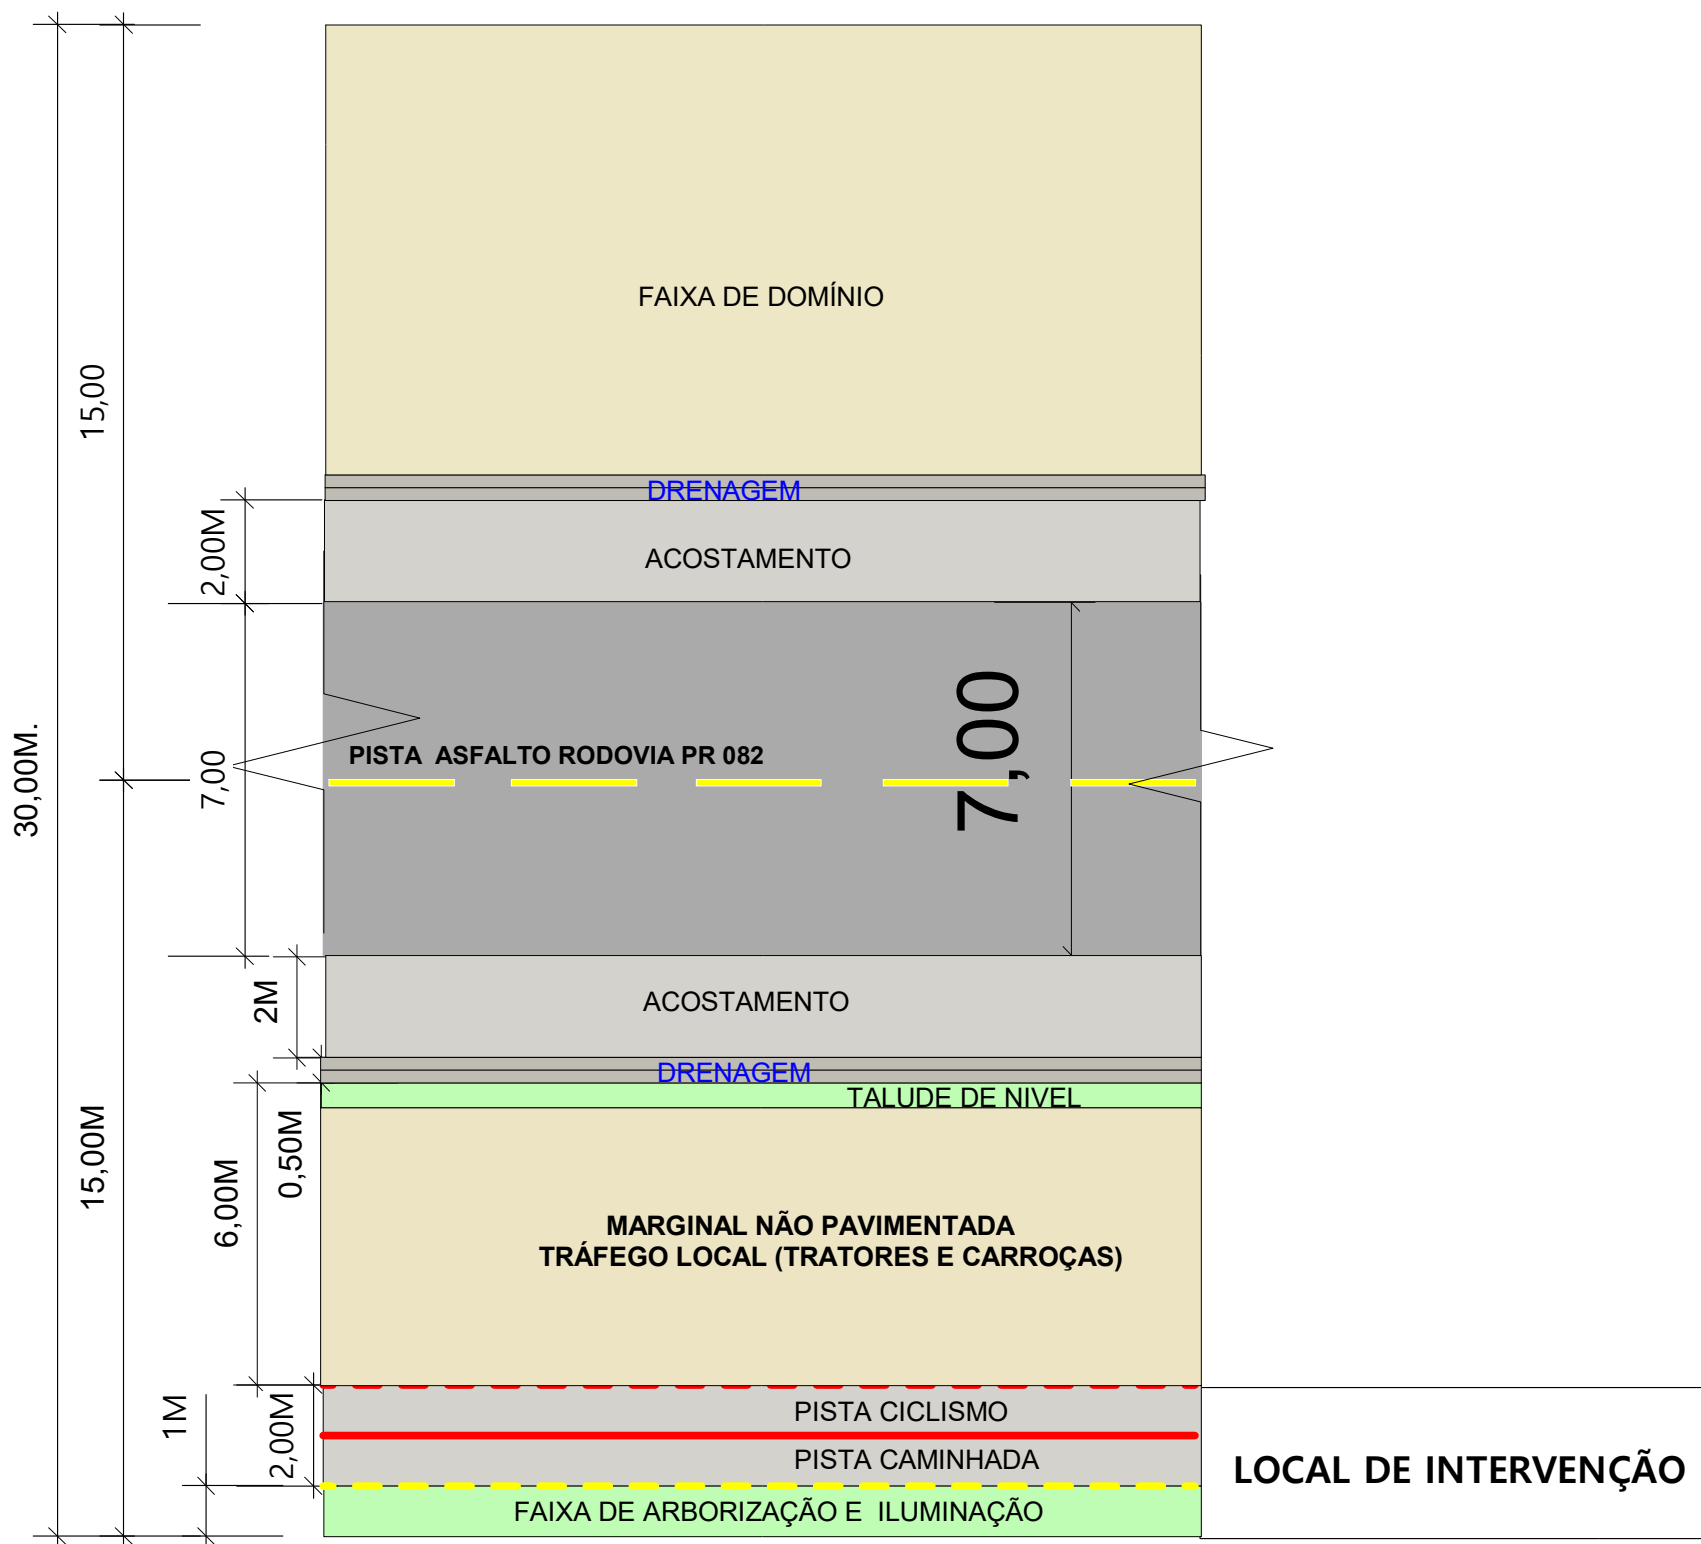 FAIXA DE DOMÍNIO
15,00
DRENAGEM
2,00M
ACOSTAMENTO
30,00M.
7,00
PISTA  ASFALTO RODOVIA PR 082
7,00
2M
ACOSTAMENTO
DRENAGEM
TALUDE DE NIVEL
15,00M
6,00M
0,50M
MARGINAL NÃO PAVIMENTADA
TRÁFEGO LOCAL (TRATORES E CARROÇAS)
1M
2,00M
PISTA CICLISMO
PISTA CAMINHADA
LOCAL DE INTERVENÇÃO
FAIXA DE ARBORIZAÇÃO E  ILUMINAÇÃO